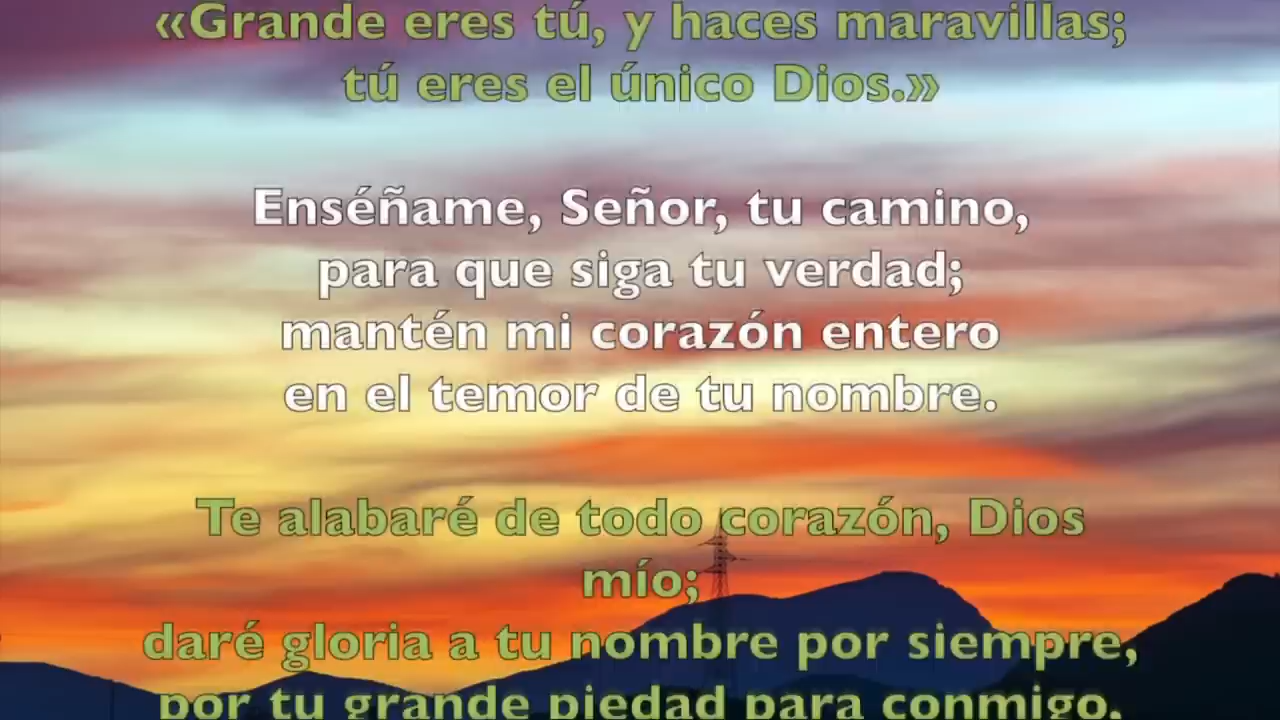 «Grande eres tú, y haces maravillas;
tú eres el único Dios.»
Enséñame, Señor, tu camino,
para que siga tu verdad;
mantén mi corazón entero
en el temor de tu nombre.
Te alabaré de todo corazón, Dios
mío;
daré gloria a tu nombre por siempre,
por tu grande piedad para conmigo,